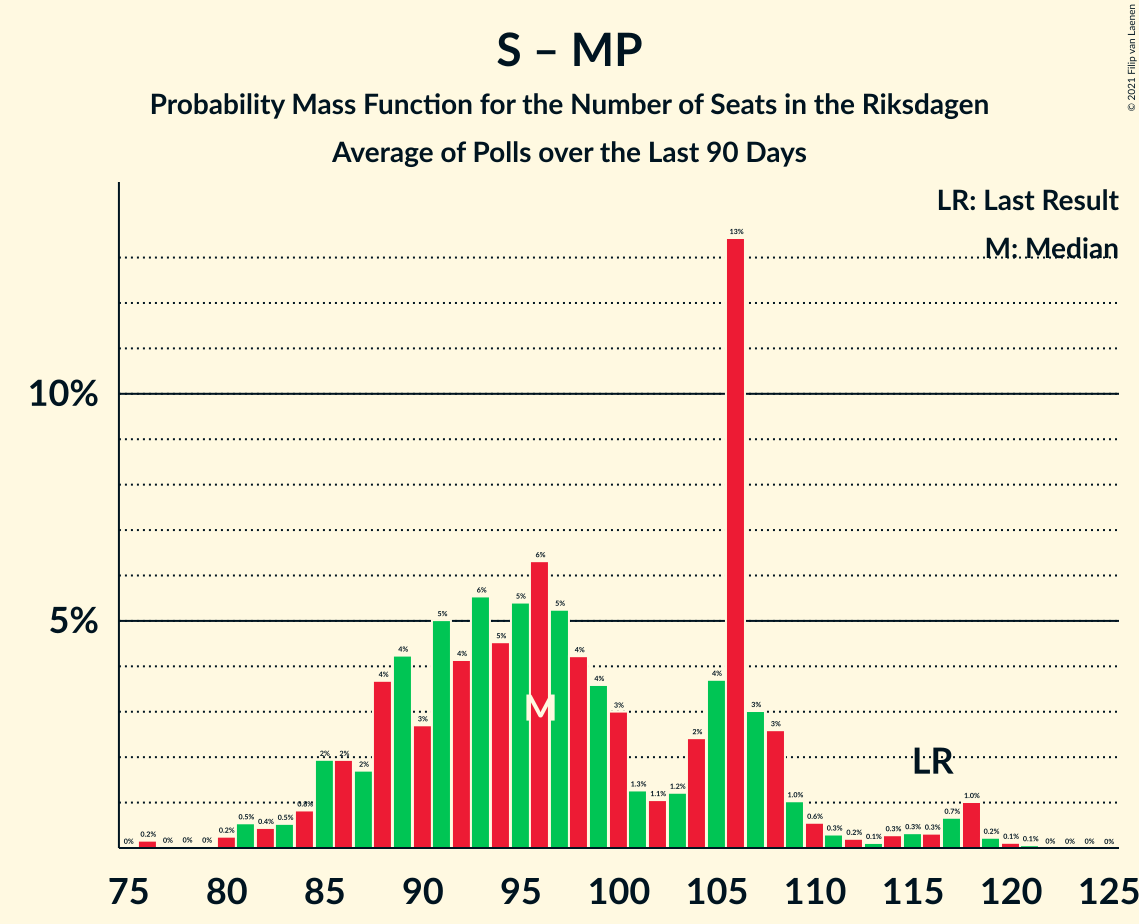 S – MP
Probability Mass Function for the Number of Seats in the Riksdagen
Average of Polls over the Last 90 Days
© 2021 Filip van Laenen
LR: Last Result
M: Median
10%
5%
0% 0.2% 0% 0% 0% 0.2% 0.5% 0.4% 0.5% 0.8% 2% 2% 2% 4% 4% 3% 5% 4% 6% 5% 5% 6% 5% 4% 4% 3% 1.3% 1.1% 1.2% 2% 4% 13% 3% 3% 1.0% 0.6% 0.3% 0.2% 0.1% 0.3% 0.3% 0.3% 0.7% 1.0% 0.2% 0.1% 0.1% 0% 0% 0% 0%
M
LR
75 80 85 90 95 100 105 110 115 120 125